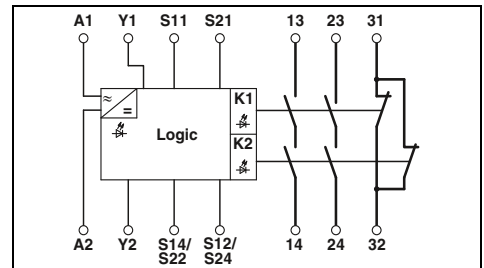 A1 Y1 S11 S21 13 23 31
≈
=
K1
Logic
K2
A2 Y2 S14/ S12/ 14 24 32
S22 S24